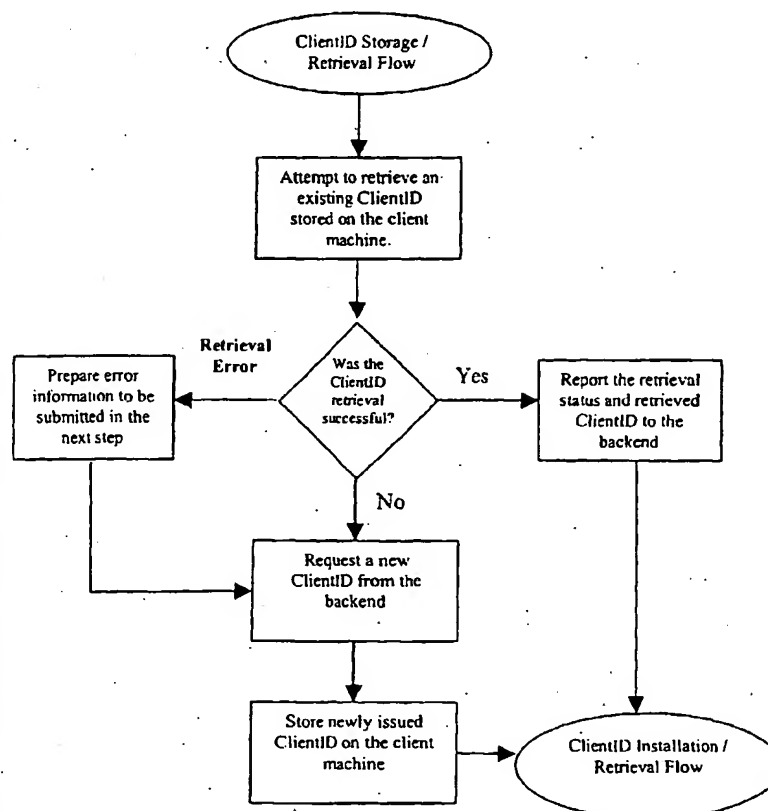 ClientID Storage /
Retrieval Flow
Attempt to retrieve an
existing ClientID
stored on the client
machine.
Retrieval
Error
Was the
ClientID
retrieval
successful?
Yes
Prepare error
information to be
submitted in the
next step
Report the retrieval
status and retrieved
ClientID to the
backend
No
Request a new
ClientID from the
backend
Store newly issued
ClientID on the client
machine
ClientID Installation /
Retrieval Flow